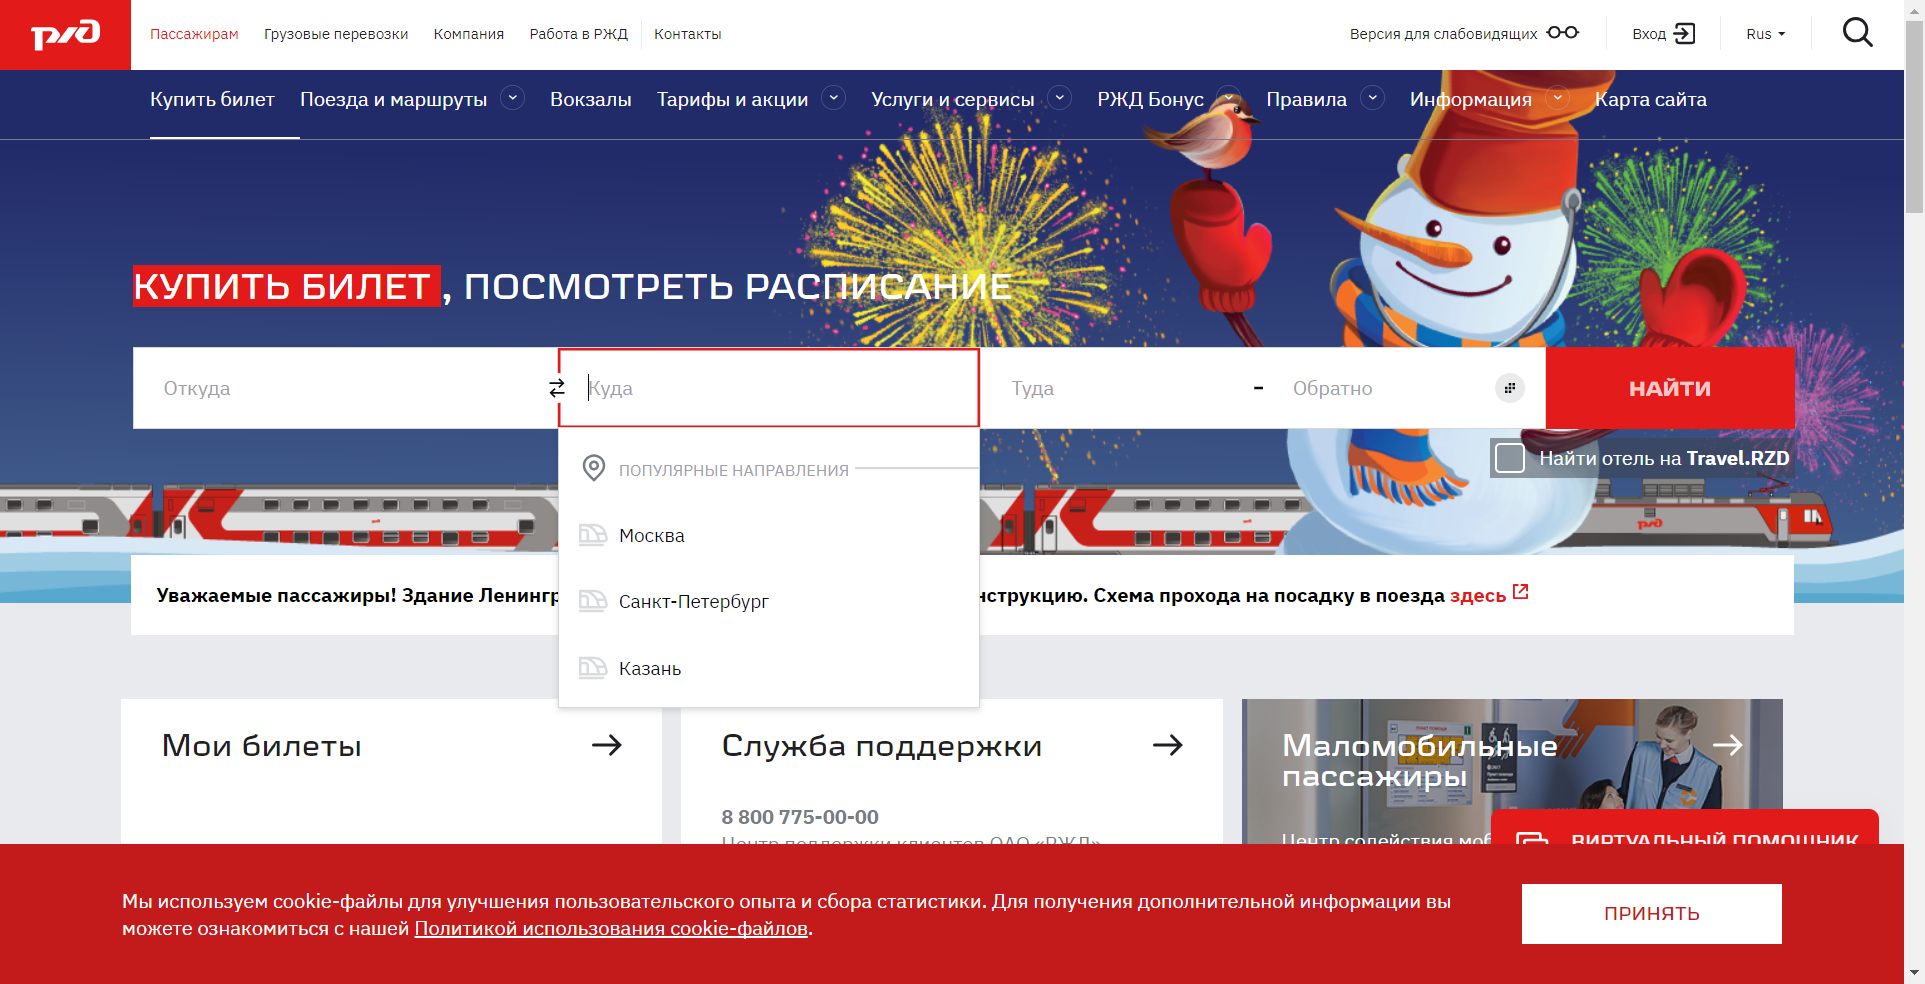 РЖД
Пассажирам
Грузовые перевозки
Компания
Работа в РЖД
Контакты
Версия для слабовидящих
Вход
Rus
Купить билет
Поезда и маршруты
Вокзалы
Тарифы и акции
Услуги и сервисы
РЖД Бонус
Правила
Информация
Карта сайта
КУПИТЬ БИЛЕТ , ПОСМОТРЕТЬ РАСПИСАНИЕ
Откуда
Куда
Туда
-
Обратно
НАЙТИ
Найти отель на Travel.RZD
ПОПУЛЯРНЫЕ НАПРАВЛЕНИЯ
Москва
Санкт-Петербург
Казань
Уважаемые пассажиры! Здание Ленингр
нструкцию. Схема прохода на посадку в поезда здесь
Мои билеты
Служба поддержки
8 800 775-00-00
Центр поддержки клиентов ОАО «РЖД»
Маломобильные
пассажиры
Центр содействия моб
ВИРТУАЛЬНЫЙ ПОМОЩНИК
Мы используем cookie-файлы для улучшения пользовательского опыта и сбора статистики. Для получения дополнительной информации вы
можете ознакомиться с нашей Политикой использования cookie-файлов.
ПРИНЯТЬ